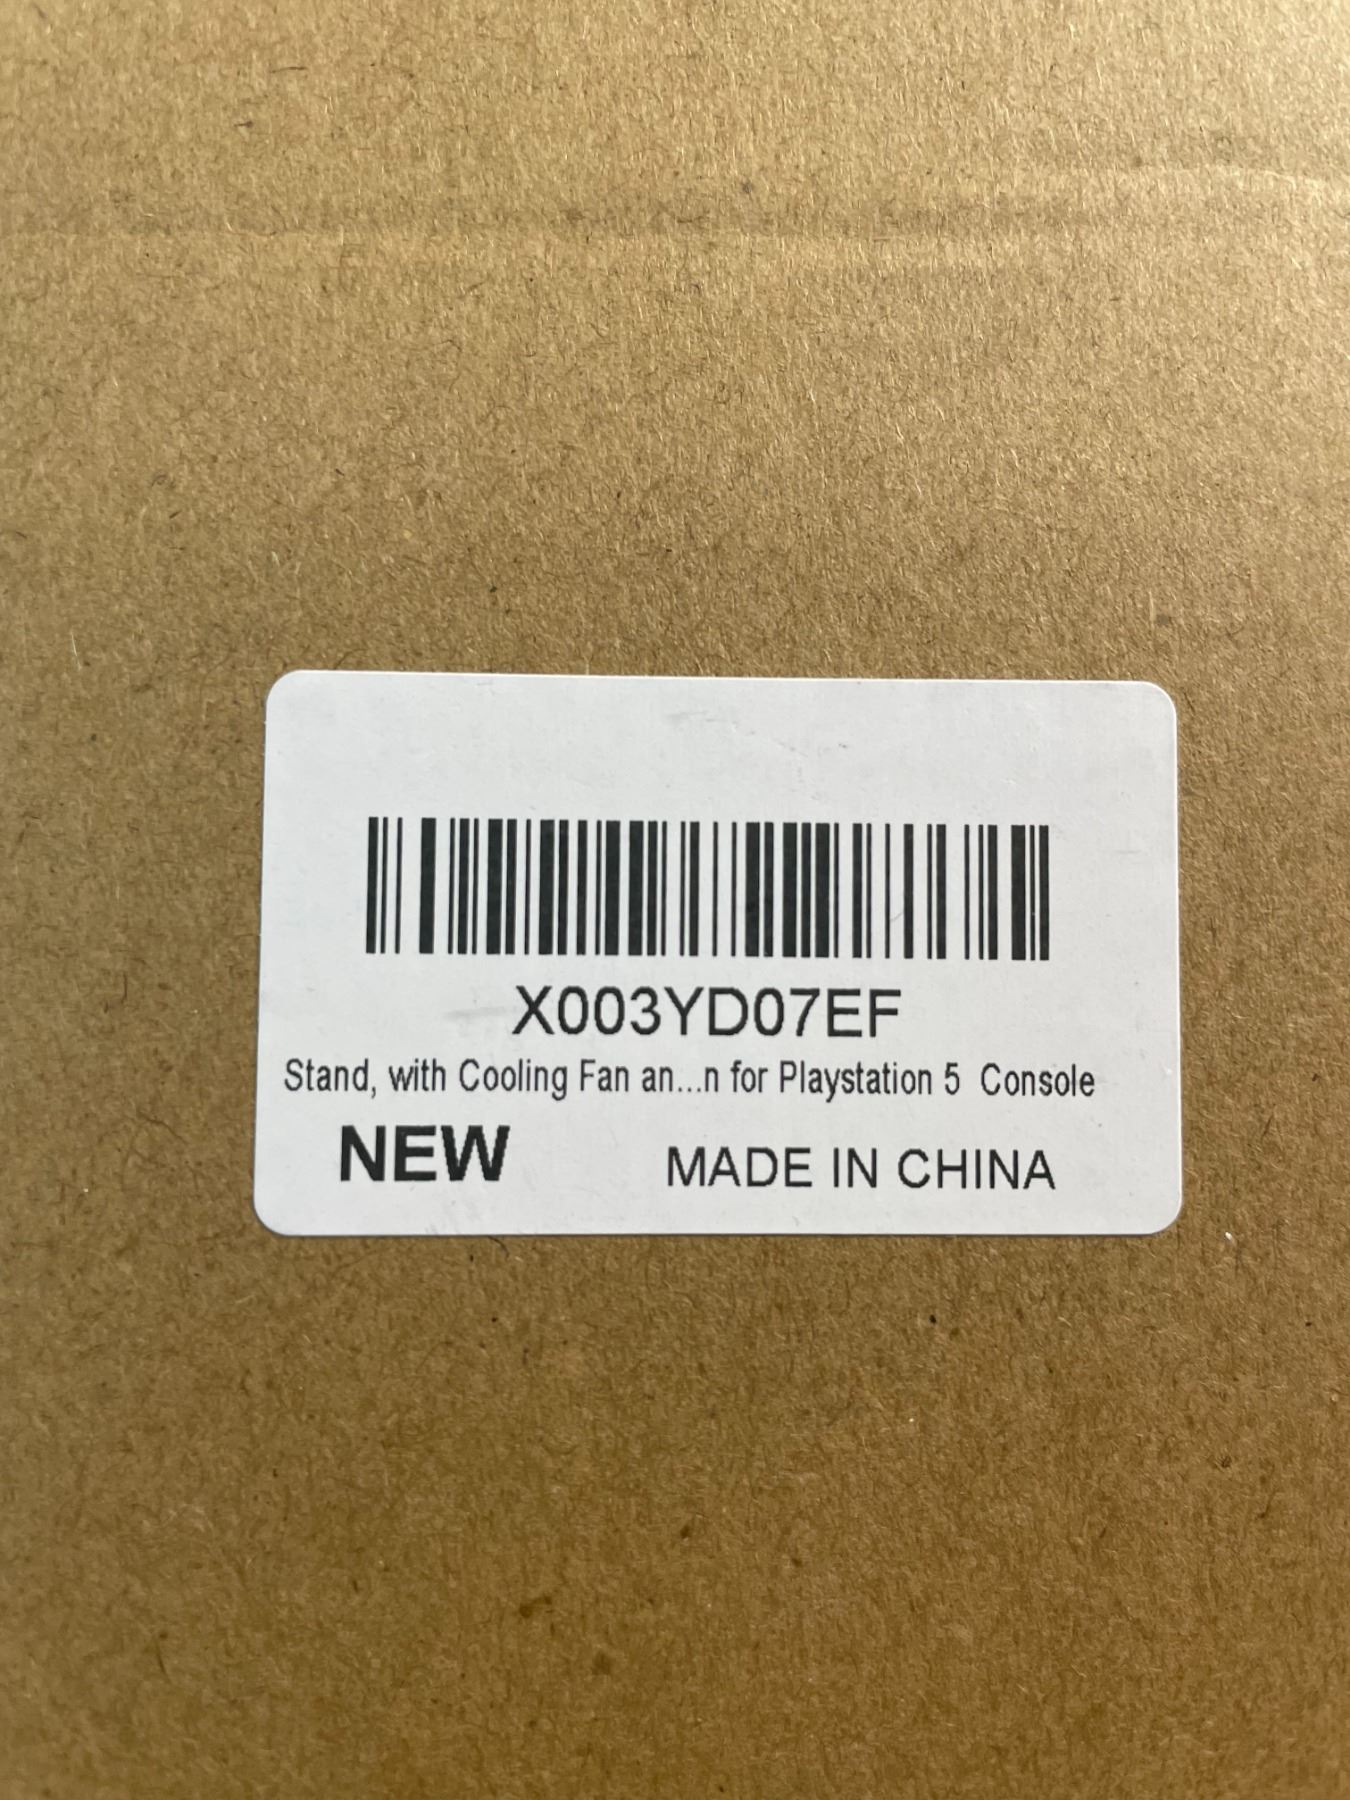 X003YD07EF
Stand, with Cooling Fan an...n for Playstation 5  Console
NEW MADE IN CHINA